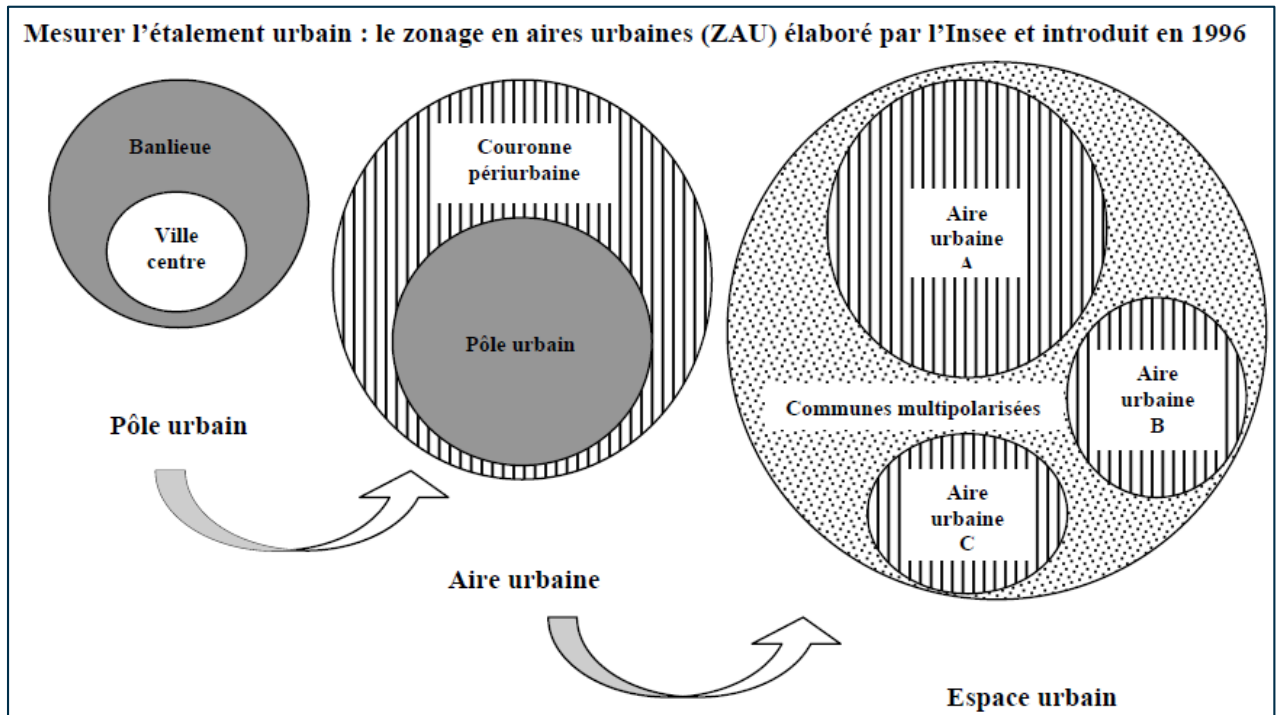 Mesurer l'étalement urbain : le zonage en aires urbaines (ZAU) élaboré par l'Insee et introduit en 1996
Banlieue
Ville
centre
Pôle urbain
Couronne
périurbaine
Pôle urbain
Aire urbaine
Aire
urbaine
A
Communes multipolarisées
Aire
urbaine
B
Aire
urbaine
C
Espace urbain